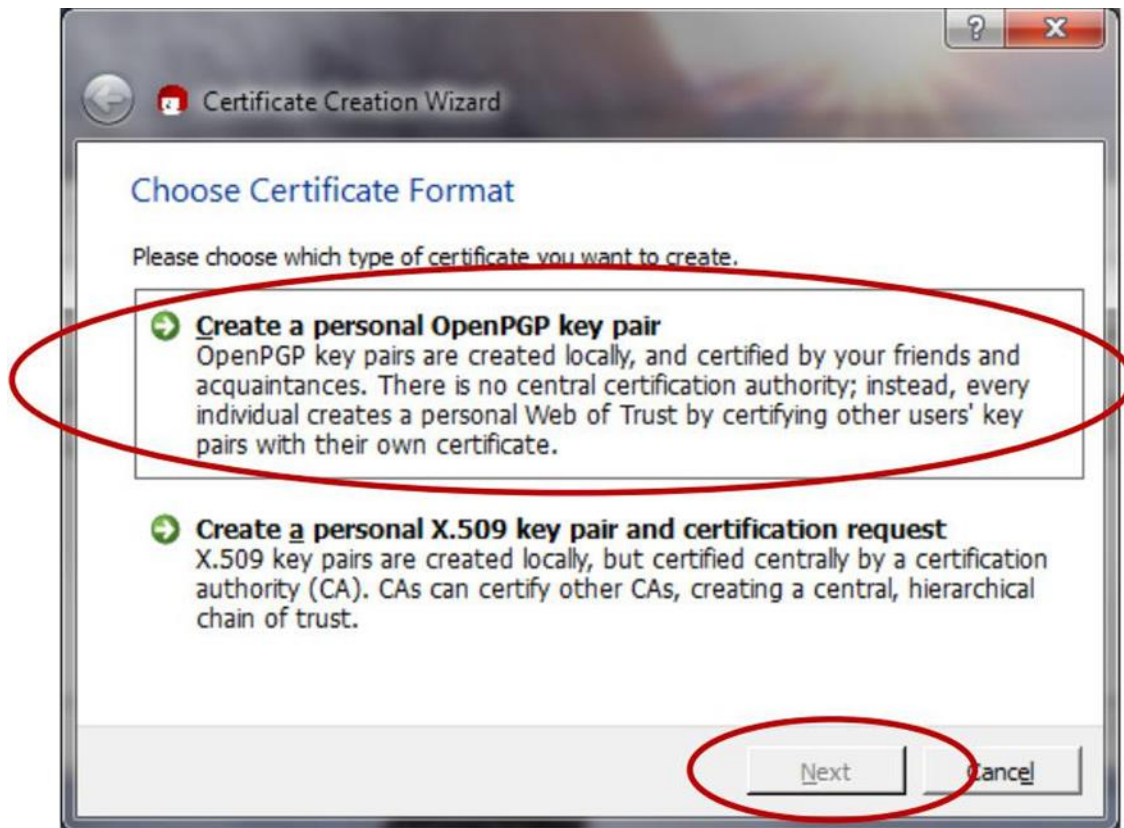 Certificate Creation Wizard
Choose Certificate Format
Please choose which type of certificate you want to create.
Create a personal OpenPGP key pair
OpenPGP key pairs are created locally, and certified by your friends and
acquaintances. There is no central certification authority; instead, every
individual creates a personal Web of Trust by certifying other users' key
pairs with their own certificate.
Create a personal X.509 key pair and certification request
X.509 key pairs are created locally, but certified centrally by a certification
authority (CA). CAs can certify other CAs, creating a central, hierarchical
chain of trust.
Next
Cancel